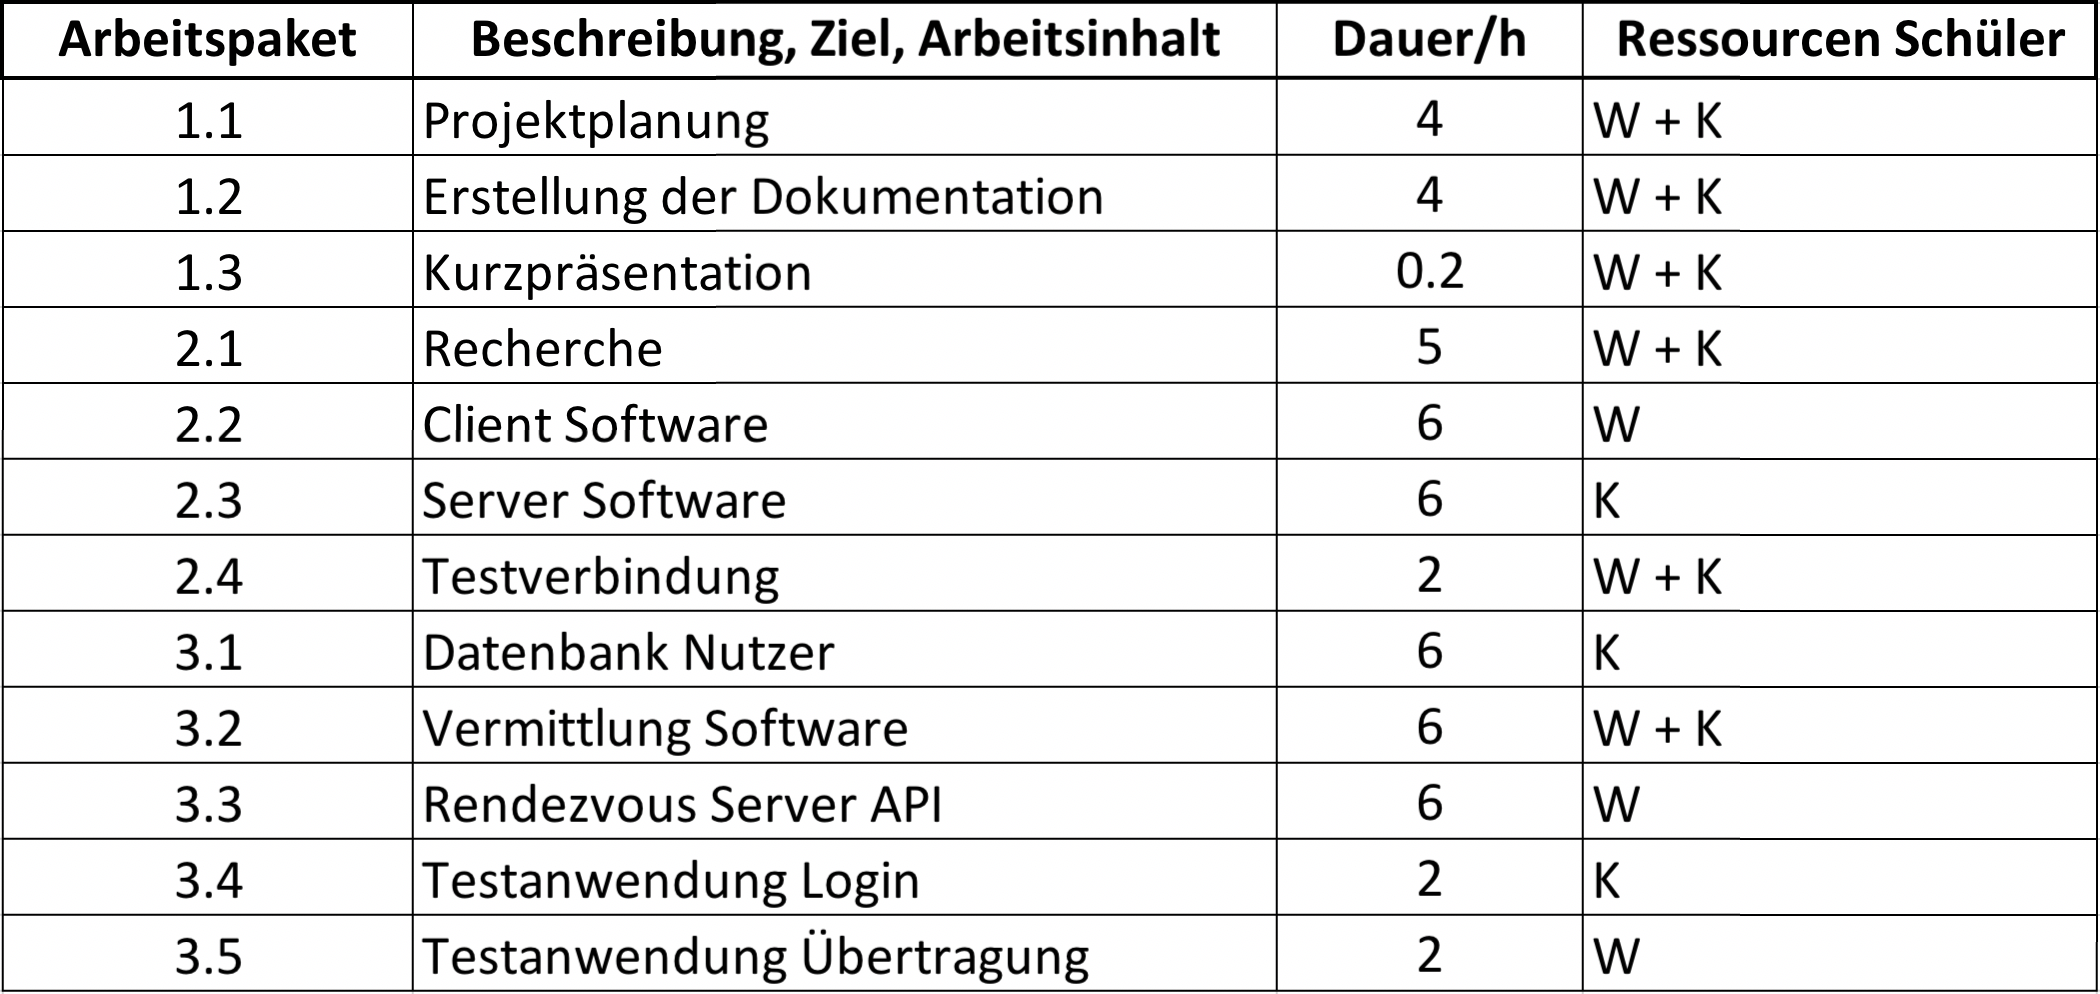 Arbeitspaket Beschreibung, Ziel, Arbeitsinhalt Dauer/h Ressourcen Schüler
1.1 Projektplanung 4 W + K
1.2 Erstellung der Dokumentation 4 W + K
1.3 Kurzpräsentation 0.2 W + K
2.1 Recherche 5 W + K
2.2 Client Software 6 W
2.3 Server Software 6 K
2.4 Testverbindung 2 W + K
3.1 Datenbank Nutzer 6 K
3.2 Vermittlung Software 6 W + K
3.3 Rendezvous Server API 6 W
3.4 Testanwendung Login 2 K
3.5 Testanwendung Übertragung 2 W